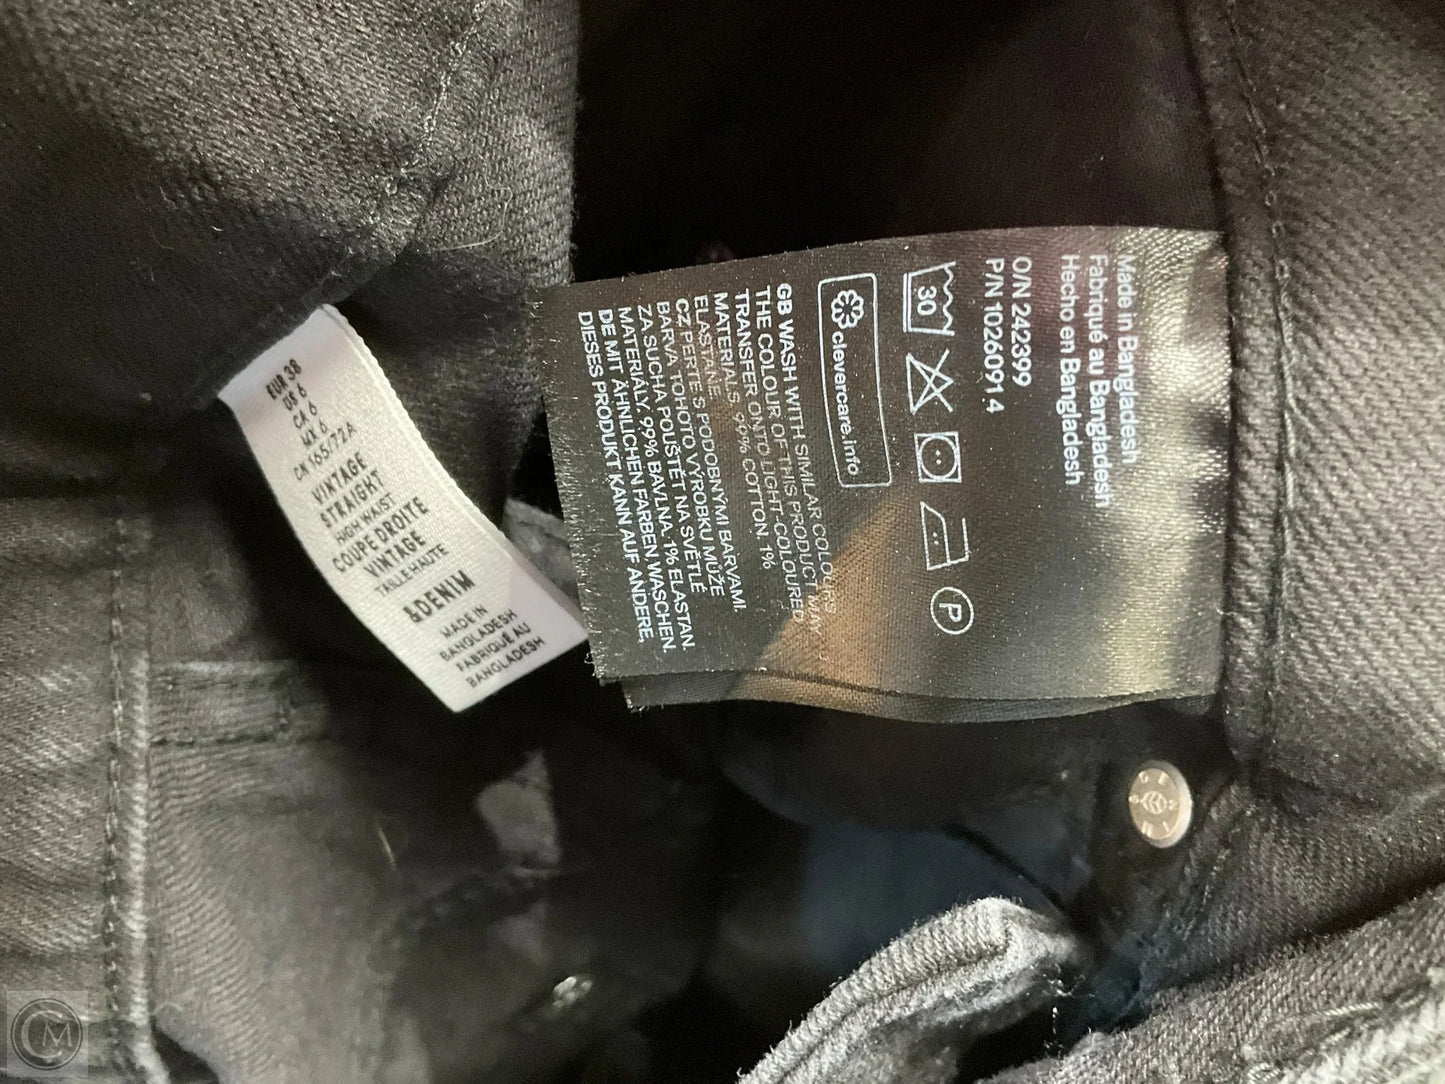 EUR 38
US 6
CA 6
MX 6
CN 165/72A
VINTAGE
STRAIGHT
HIGH WAIST
COUPE DROITE
VINTAGE
TAILLE HAUTE
&DENIM
MADE IN
BANGLADESH
FABRIQUÉ AU
BANGLADESH
Made in Bangladesh
Fabriqué au Bangladesh
Hecho en Bangladesh
O/N 242399
P/N 1026091 4
30
P
clevercare.info
GB WASH WITH SIMILAR COLOURS
THE COLOUR OF THIS PRODUCT MAY
TRANSFER ONTO LIGHT-COLOURED
MATERIALS. 99% COTTON. 1%
ELASTANE
CZ PERTE S PODOBNÝMI BARVAMI.
BARVA TOHOTO VÝROBKU MŮŽE
ZA SUCHA POUŠTĚT NA SVĚTLÉ
MATERIÁLY. 99% BAVLNA. 1% ELASTAN.
DE MIT ÄHNLICHEN FARBEN WASCHEN.
DIESES PRODUKT KANN AUF ANDERE,
DENIM
CM